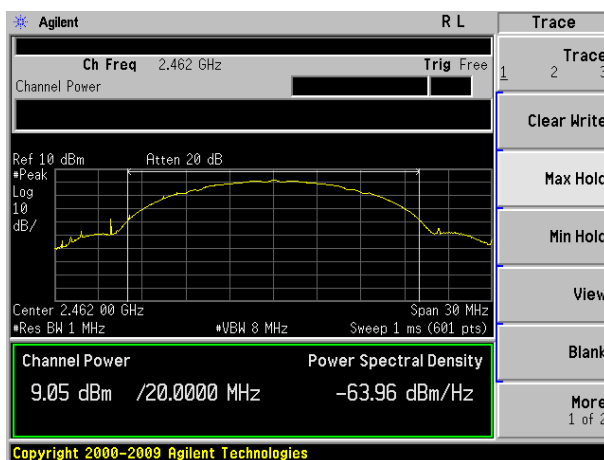 Agilent R L Trace
Ch Freq 2.462 GHz Trig Free
Channel Power
Trace
1 2 3
Clear Write
Max Hold
Min Hold
View
Blank
More
1 of 2
Ref 10 dBm Atten 20 dB
#Peak
Log
10
dB/
Center 2.462 00 GHz Span 30 MHz
#Res BW 1 MHz #VBW 8 MHz Sweep 1 ms (601 pts)
Channel Power Power Spectral Density
9.05 dBm /20.0000 MHz -63.96 dBm/Hz
Copyright 2000-2009 Agilent Technologies